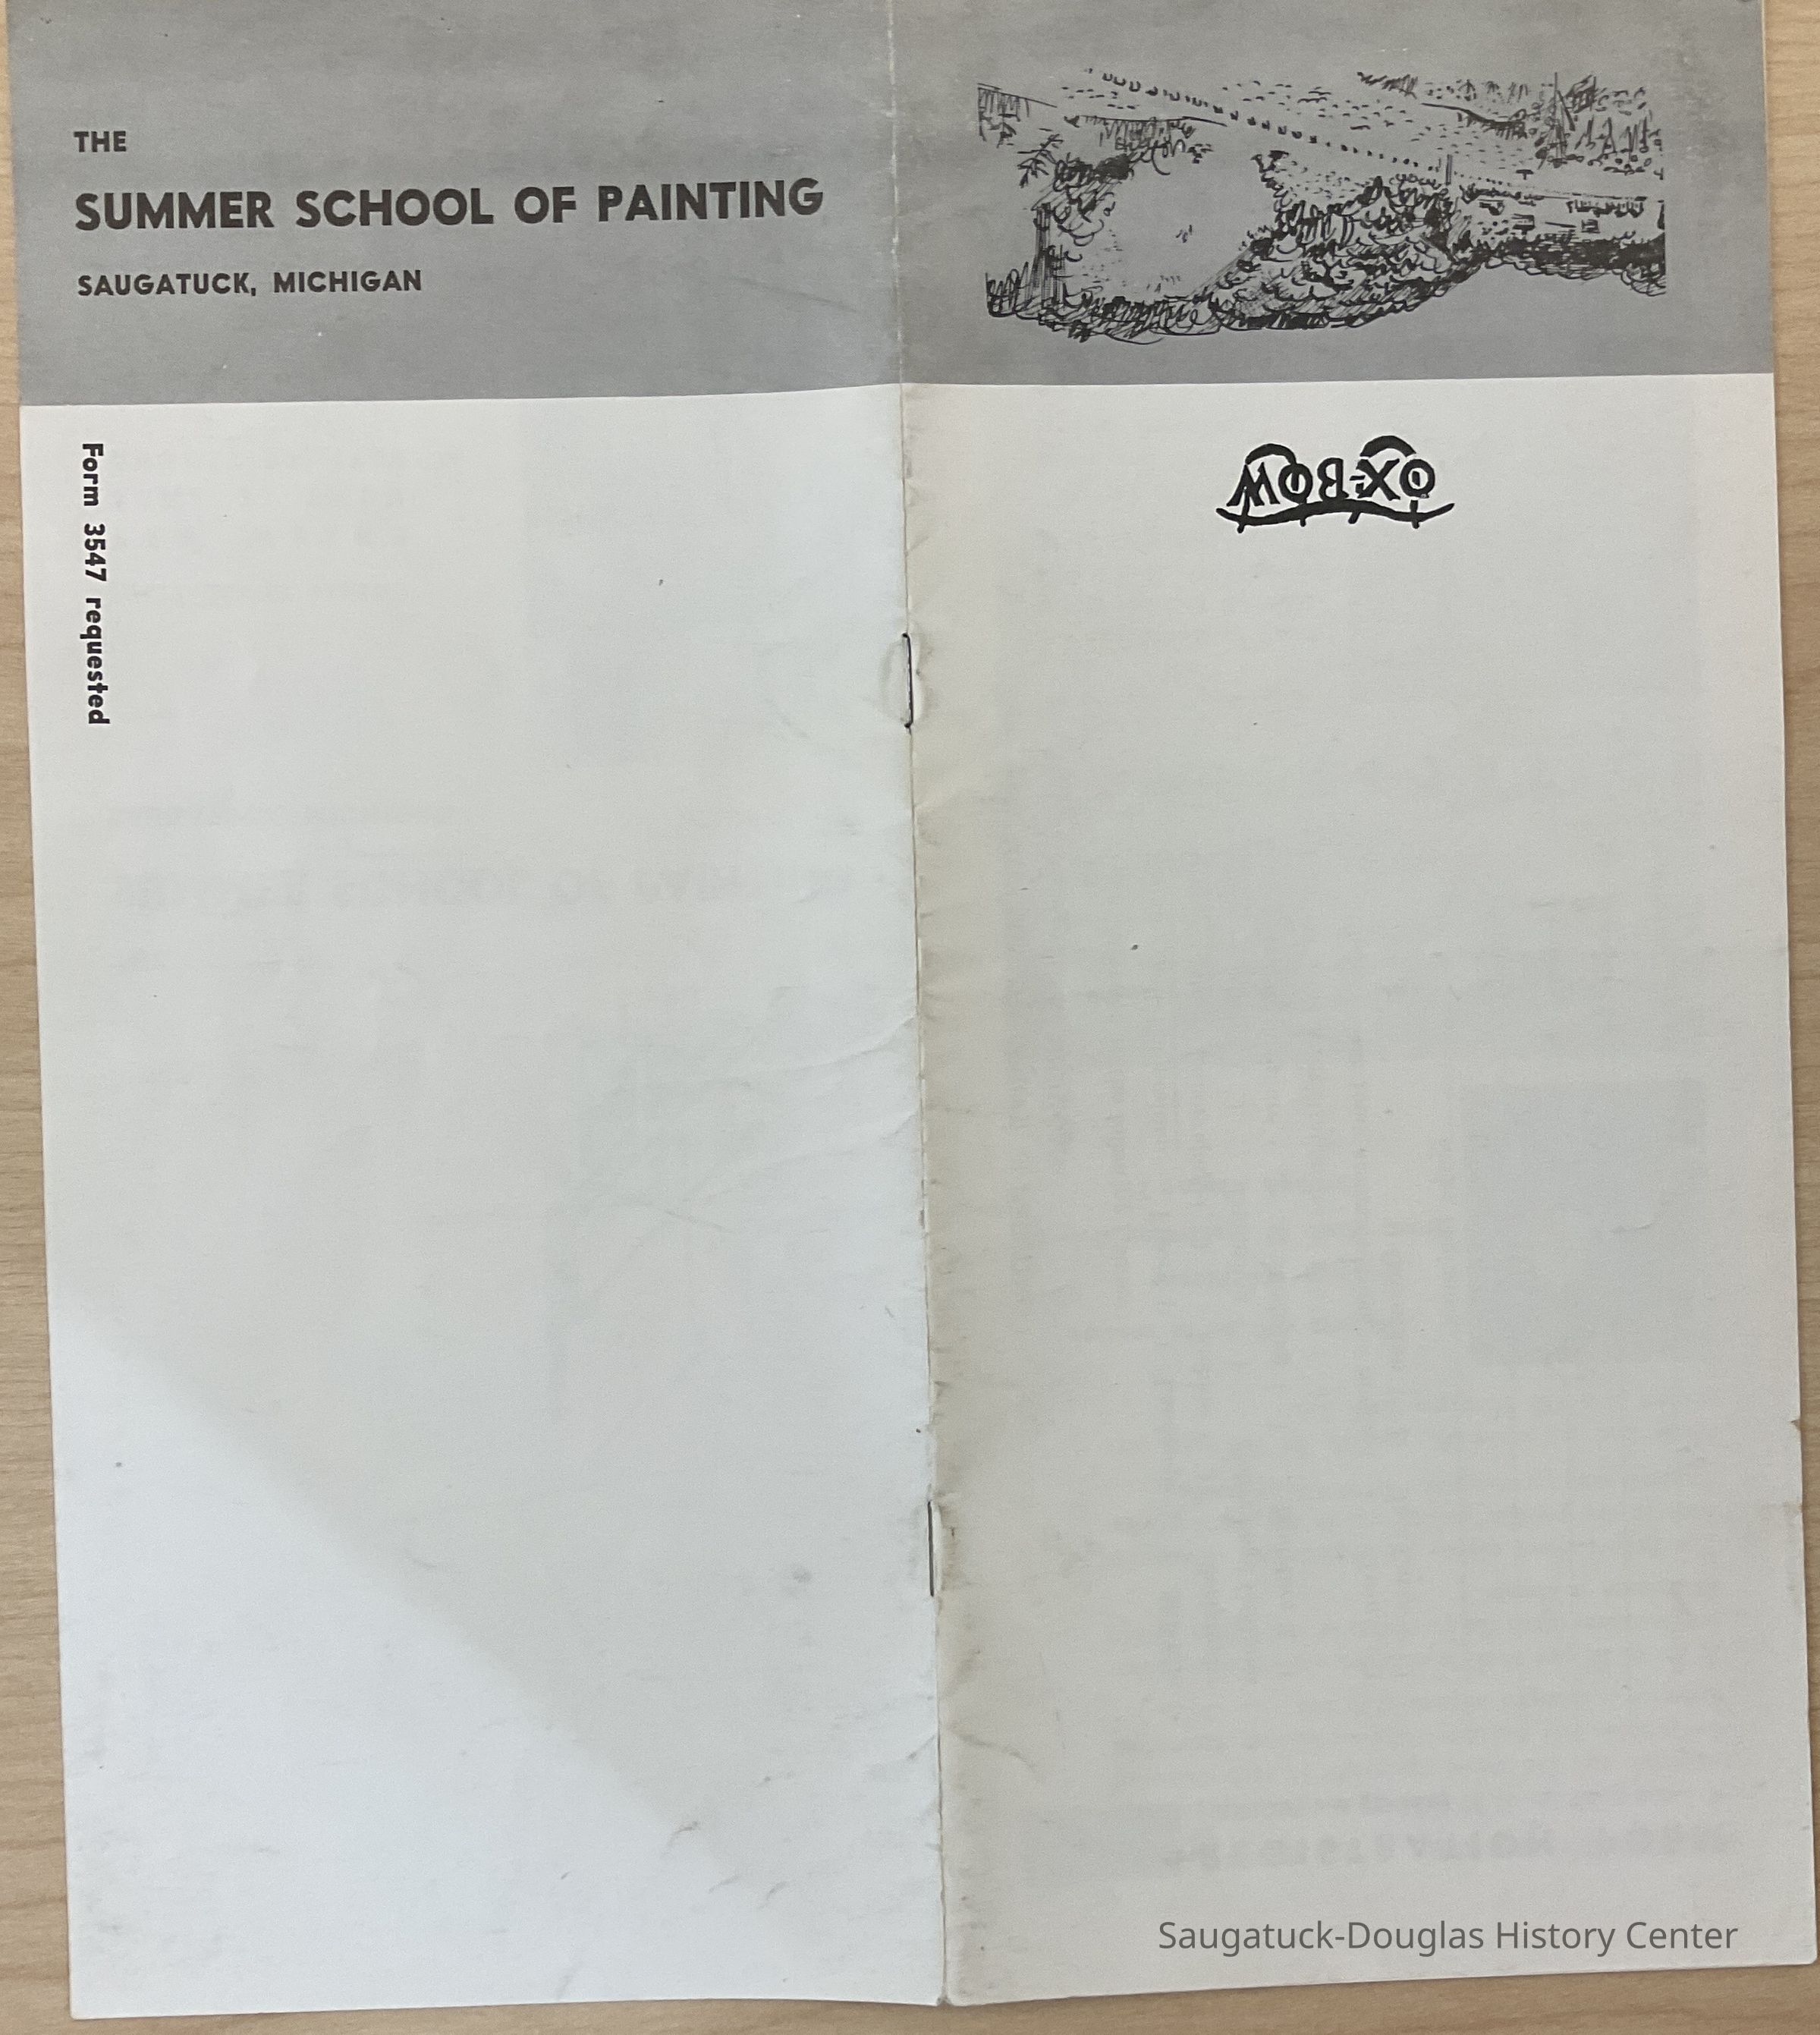 THE
SUMMER SCHOOL OF PAINTING
SAUGATUCK, MICHIGAN
Form 3547 requested
OX-BOW
Saugatuck-Douglas History Center